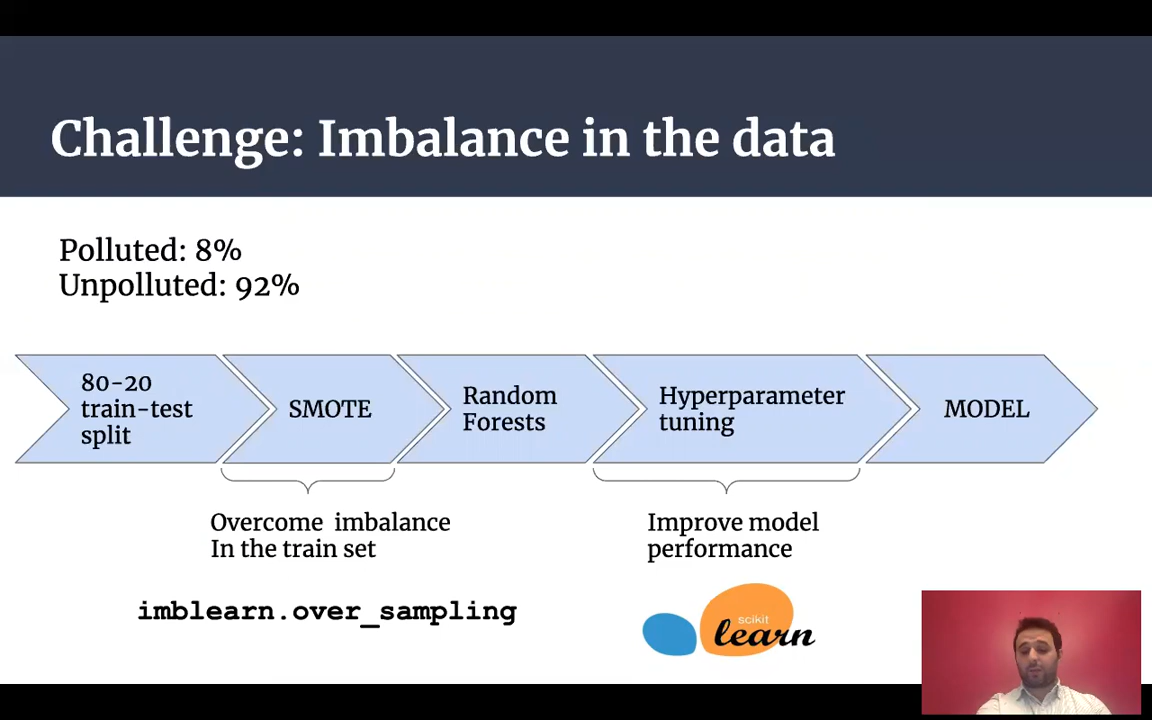 Challenge: Imbalance in the data
Polluted: 8%
Unpolluted: 92%
80-20
train-test
split
SMOTE
Random
Forests
Hyperparameter
tuning
MODEL
Overcome imbalance
In the train set
Improve model
performance
imblearn.over_sampling
scikit
learn